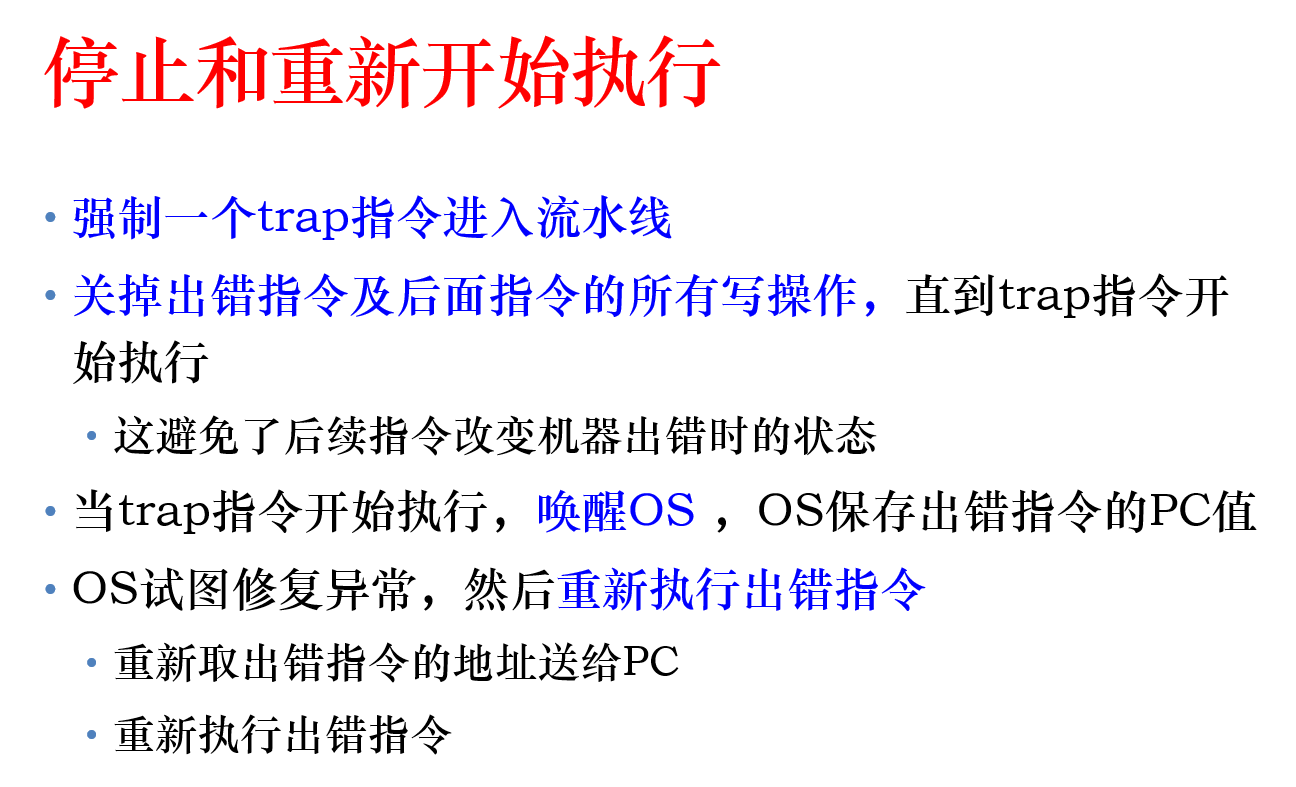 停止和重新开始执行
• 强制一个trap指令进入流水线
• 关掉出错指令及后面指令的所有写操作，直到trap指令开
始执行
• 这避免了后续指令改变机器出错时的状态
• 当trap指令开始执行，唤醒OS ，OS保存出错指令的PC值
• OS试图修复异常，然后重新执行出错指令
• 重新取出错指令的地址送给PC
• 重新执行出错指令